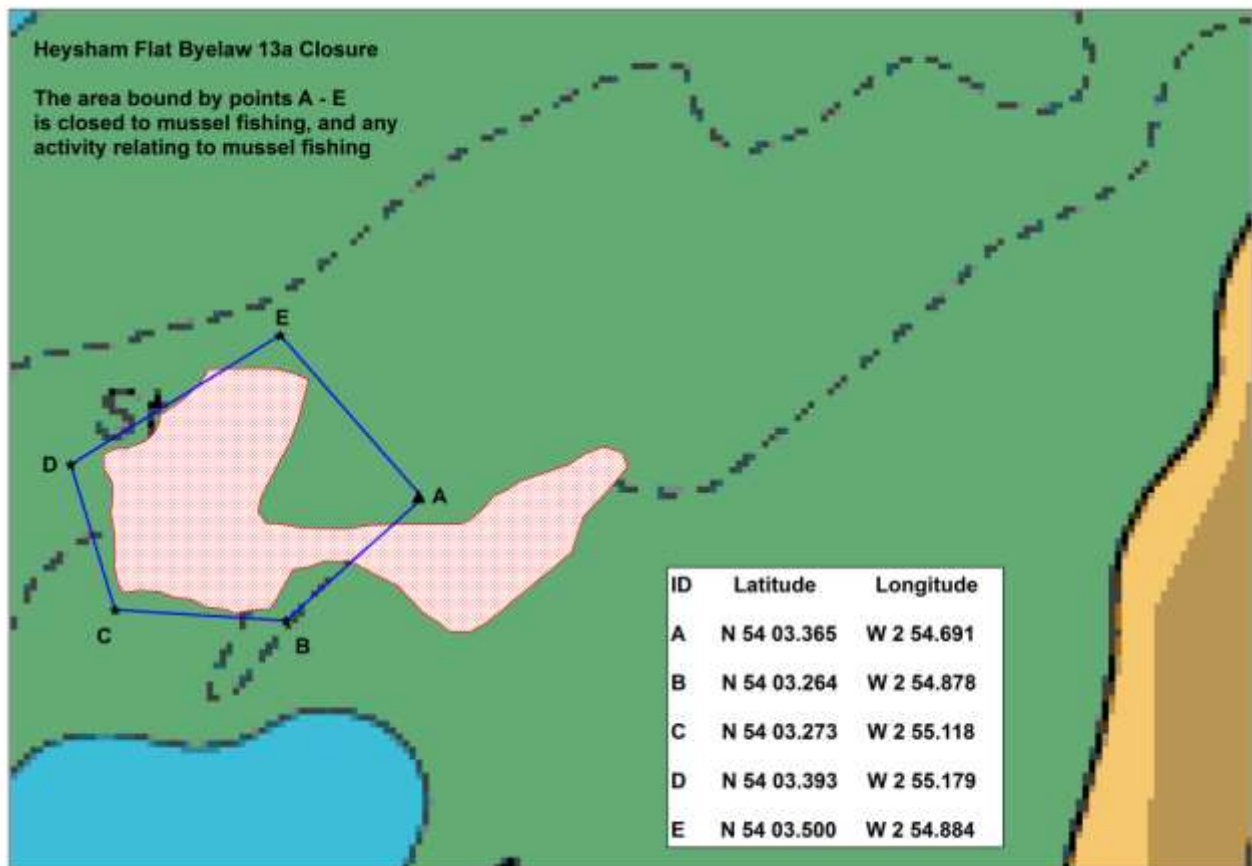 Heysham Flat Byelaw 13a Closure
The area bound by points A - E
is closed to mussel fishing, and any
activity relating to mussel fishing
E
St
D
A
C
B
ID Latitude Longitude
A N 54 03.365 W 2 54.691
B N 54 03.264 W 2 54.878
C N 54 03.273 W 2 55.118
D N 54 03.393 W 2 55.179
E N 54 03.500 W 2 54.884